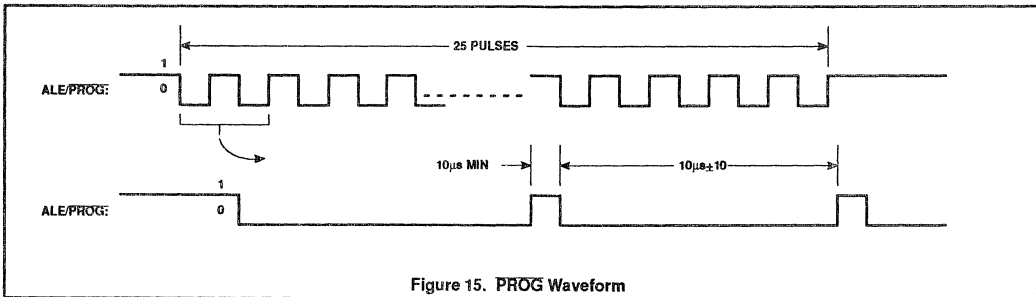 25 PULSES
1
ALE/PROG:
0
10µs MIN
10µs±10
1
ALE/PROG:
0
Figure 15. PROG Waveform